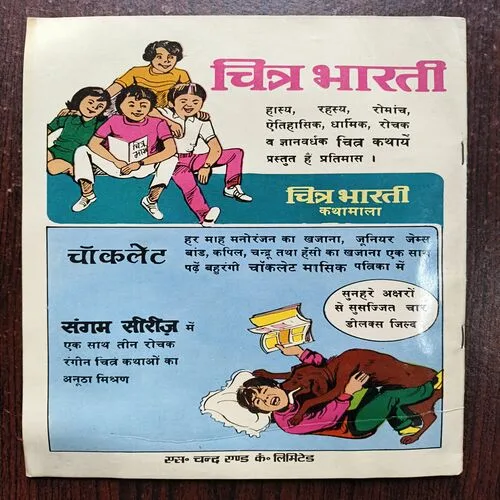 चित्र भारती
हास्य, रहस्य, रोमांच,
ऐतिहासिक, धार्मिक, रोचक
व ज्ञानवर्धक चित्र कथायें
प्रस्तुत हैं प्रतिमास ।
चित्र
चित्र भारती
कथामाला
हर माह मनोरंजन का खजाना, जूनियर जेम्स
चॉकलेट
बांड, कपिल, चन्दू तथा हँसी का खजाना एक साथ
पढ़ें बहुरंगी चॉकलेट मासिक पत्रिका में
सुनहरे अक्षरों
से सुसज्जित चार
डीलक्स जिल्द
संगम सीरीज़ में
एक साथ तीन रोचक
रंगीन चित्र कथाओं का
अनूठा मिश्रण
एस॰ चन्द एण्ड कं॰ लिमिटेड